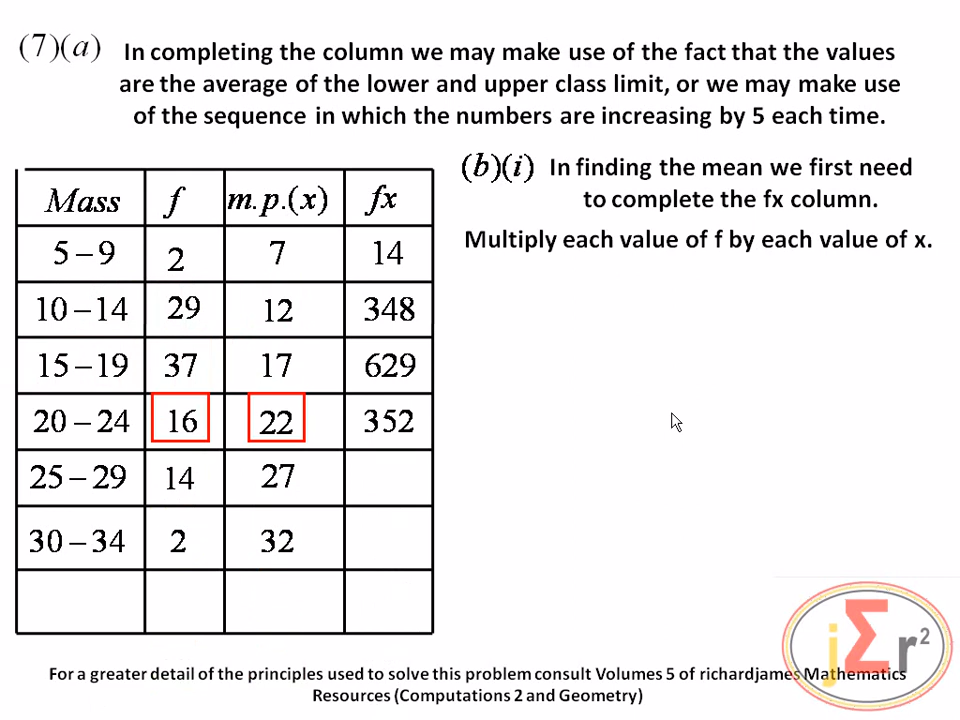 (7)(a) In completing the column we may make use of the fact that the values
are the average of the lower and upper class limit, or we may make use
of the sequence in which the numbers are increasing by 5 each time.
(b)(i) In finding the mean we first need
to complete the fx column.
Multiply each value of f by each value of x.
Mass f m.p.(x) fx
5–9 2 7 14
10–14 29 12 348
15–19 37 17 629
20–24 16 22 352
25–29 14 27
30–34 2 32
jΣr²
For a greater detail of the principles used to solve this problem consult Volumes 5 of richardjames Mathematics
Resources (Computations 2 and Geometry)